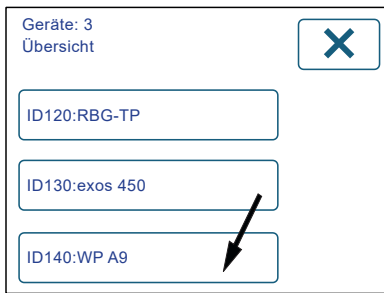 Geräte: 3
Übersicht
ID120:RBG-TP
ID130:exos 450
ID140:WP A9